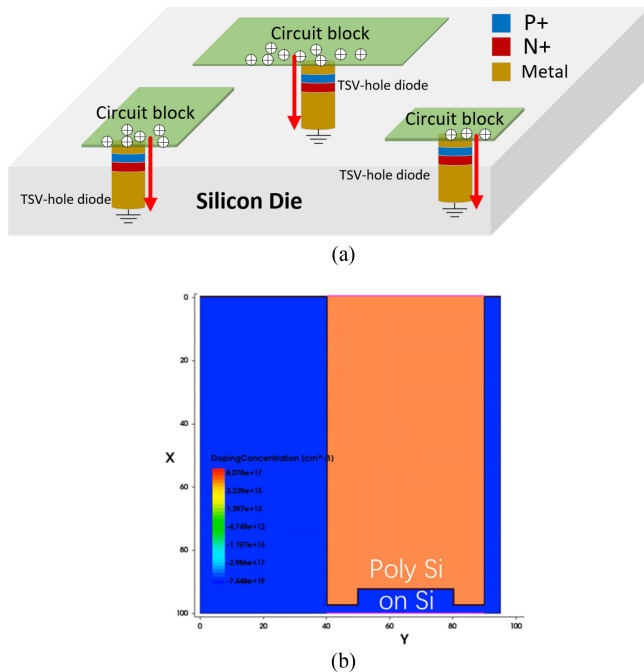 P+
N+
Metal
Circuit block
TSV-hole diode
Circuit block
TSV-hole diode
Circuit block
TSV-hole diode
Silicon Die
(a)
0
20
40
60
80
100
X
DopingConcentration (cm^-3)
8.078e+17
3.239e+15
1.297e+13
-4.749e+12
-1.197e+15
-2.986e+17
-7.446e+19
Poly Si
on Si
0
20
40
60
80
100
Y
(b)